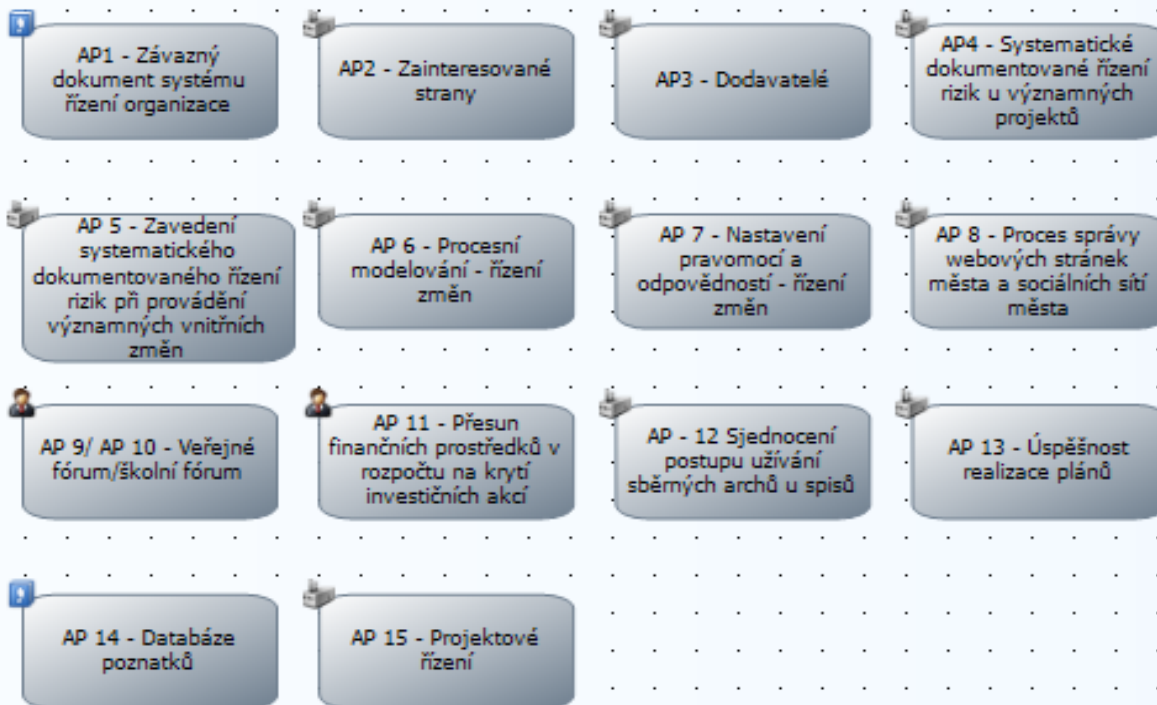 AP1 - Závazný
dokument systému
řízení organizace
AP2 - Zainteresované
strany
AP3 - Dodavatelé
AP4 - Systematické
dokumentované řízení
rizik u významných
projektů
AP 5 - Zavedení
systematického
dokumentovaného řízení
rizik při provádění
významných vnitřních
změn
AP 6 - Procesní
modelování - řízení
změn
AP 7 - Nastavení
pravomocí a
odpovědností - řízení
změn
AP 8 - Proces správy
webových stránek
města a sociálních sítí
města
AP 9/ AP 10 - Veřejné
fórum/školní fórum
AP 11 - Přesun
finančních prostředků v
rozpočtu na krytí
investičních akcí
AP - 12 Sjednocení
postupu užívání
sběrných archů u spisů
AP 13 - Úspěšnost
realizace plánů
AP 14 - Databáze
poznatků
AP 15 - Projektové
řízení